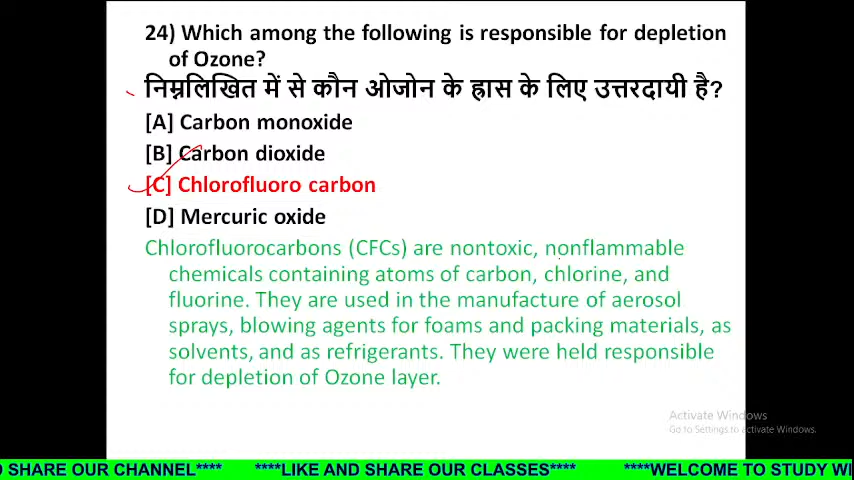 24) Which among the following is responsible for depletion
of Ozone?
निम्नलिखित में से कौन ओजोन के ह्रास के लिए उत्तरदायी है?
[A] Carbon monoxide
[B] Carbon dioxide
[C] Chlorofluoro carbon
[D] Mercuric oxide
Chlorofluorocarbons (CFCs) are nontoxic, nonflammable
chemicals containing atoms of carbon, chlorine, and
fluorine. They are used in the manufacture of aerosol
sprays, blowing agents for foams and packing materials, as
solvents, and as refrigerants. They were held responsible
for depletion of Ozone layer.
Activate Windows
Go to Settings to activate Windows.
O SHARE OUR CHANNEL**** ****LIKE AND SHARE OUR CLASSES**** ****WELCOME TO STUDY WI